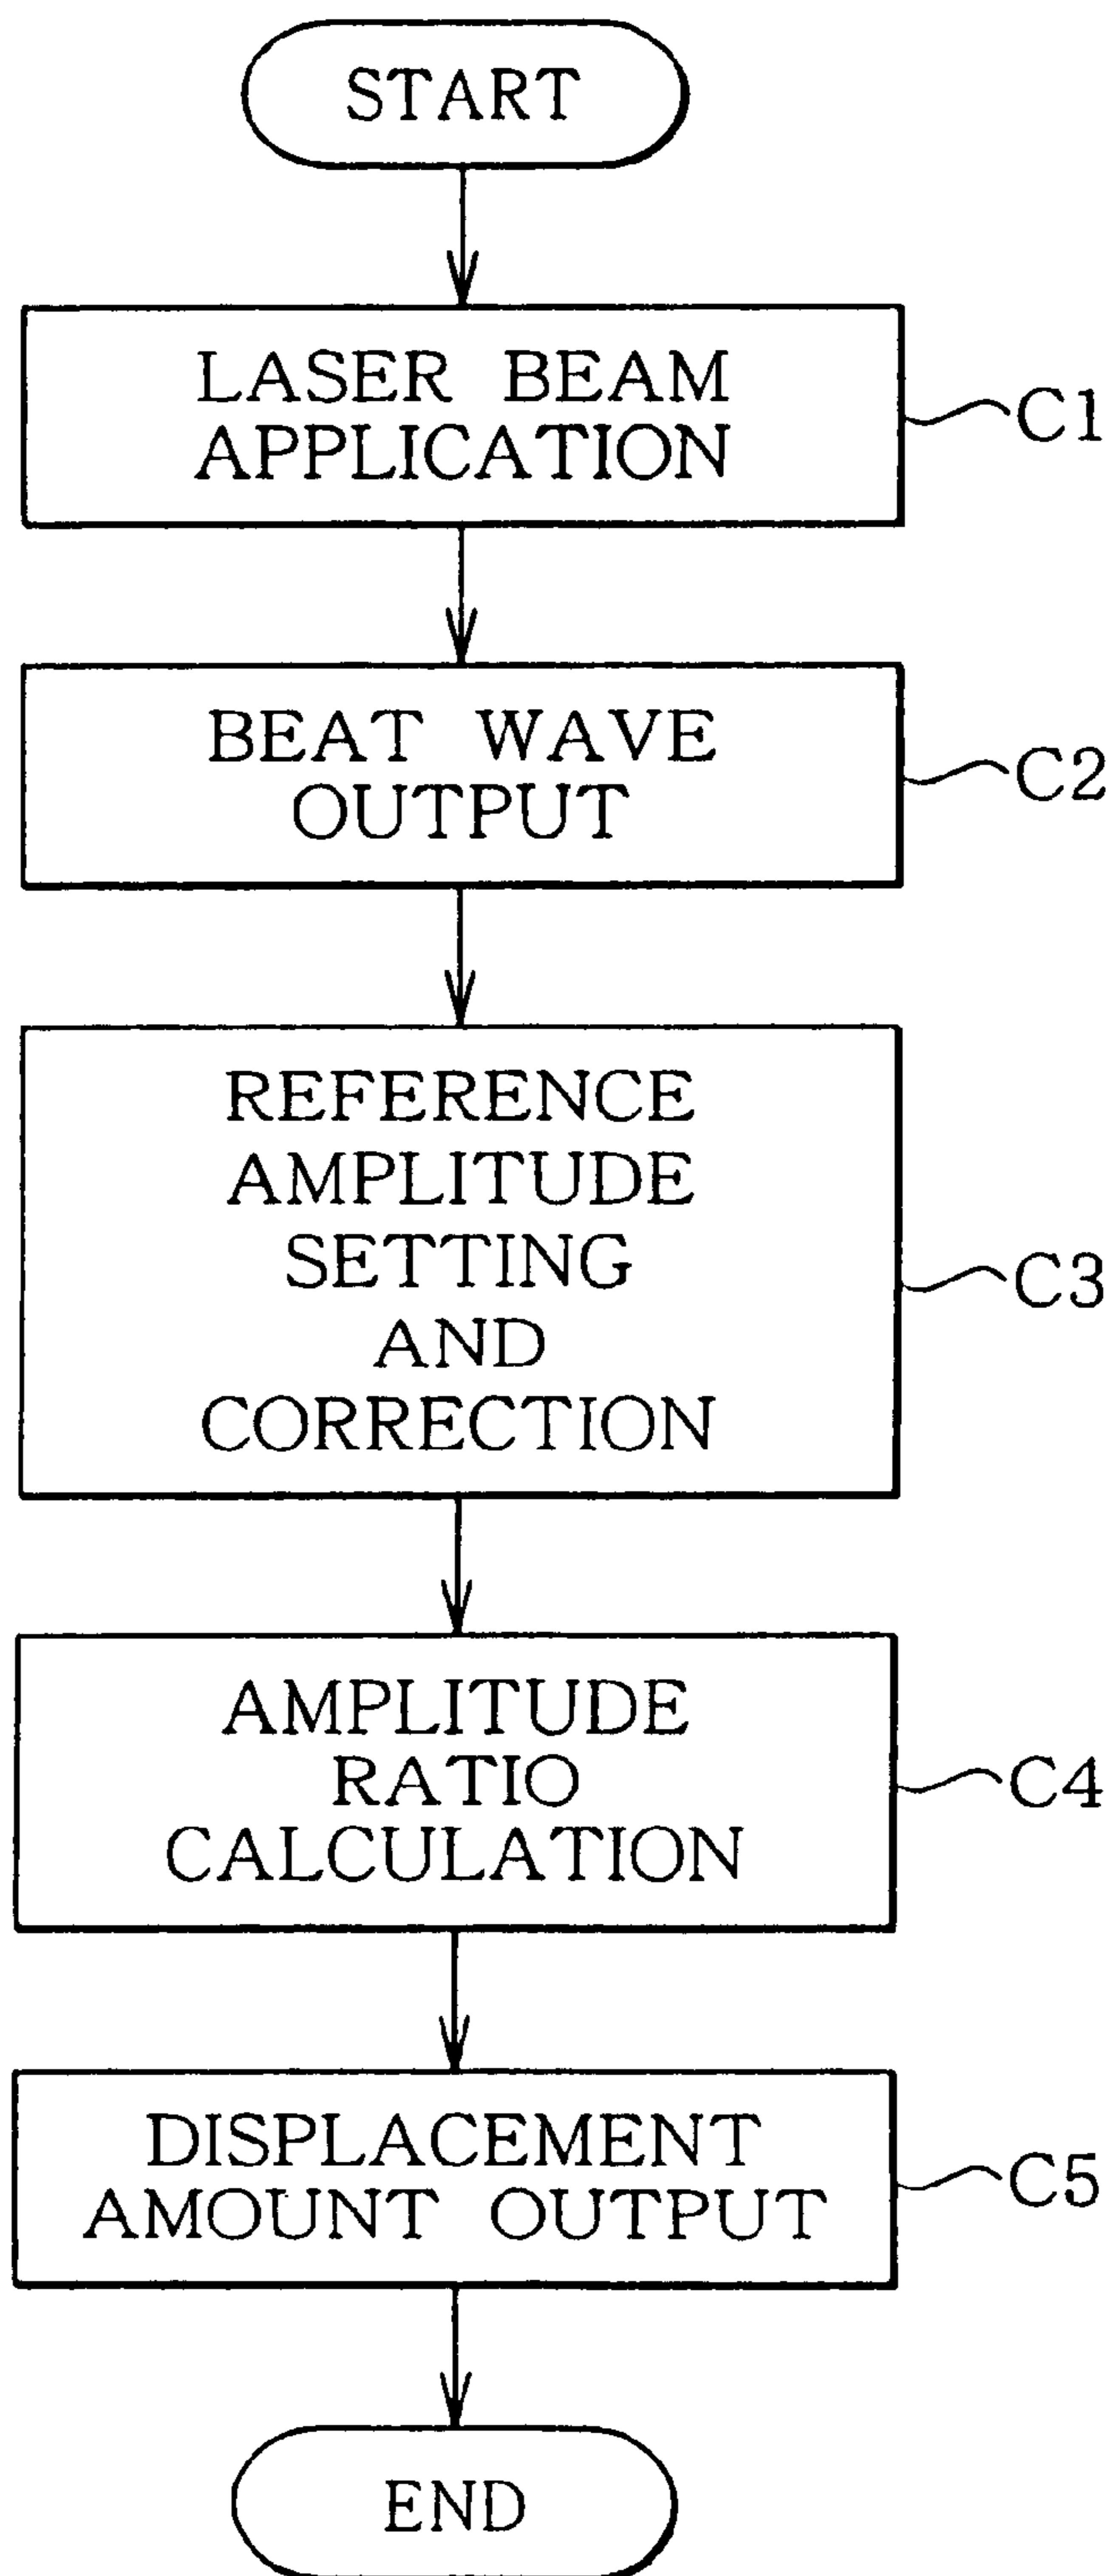 START
LASER BEAM
APPLICATION
C1
BEAT WAVE
OUTPUT
C2
REFERENCE
AMPLITUDE
SETTING
AND
CORRECTION
C3
AMPLITUDE
RATIO
CALCULATION
C4
DISPLACEMENT
AMOUNT OUTPUT
C5
END